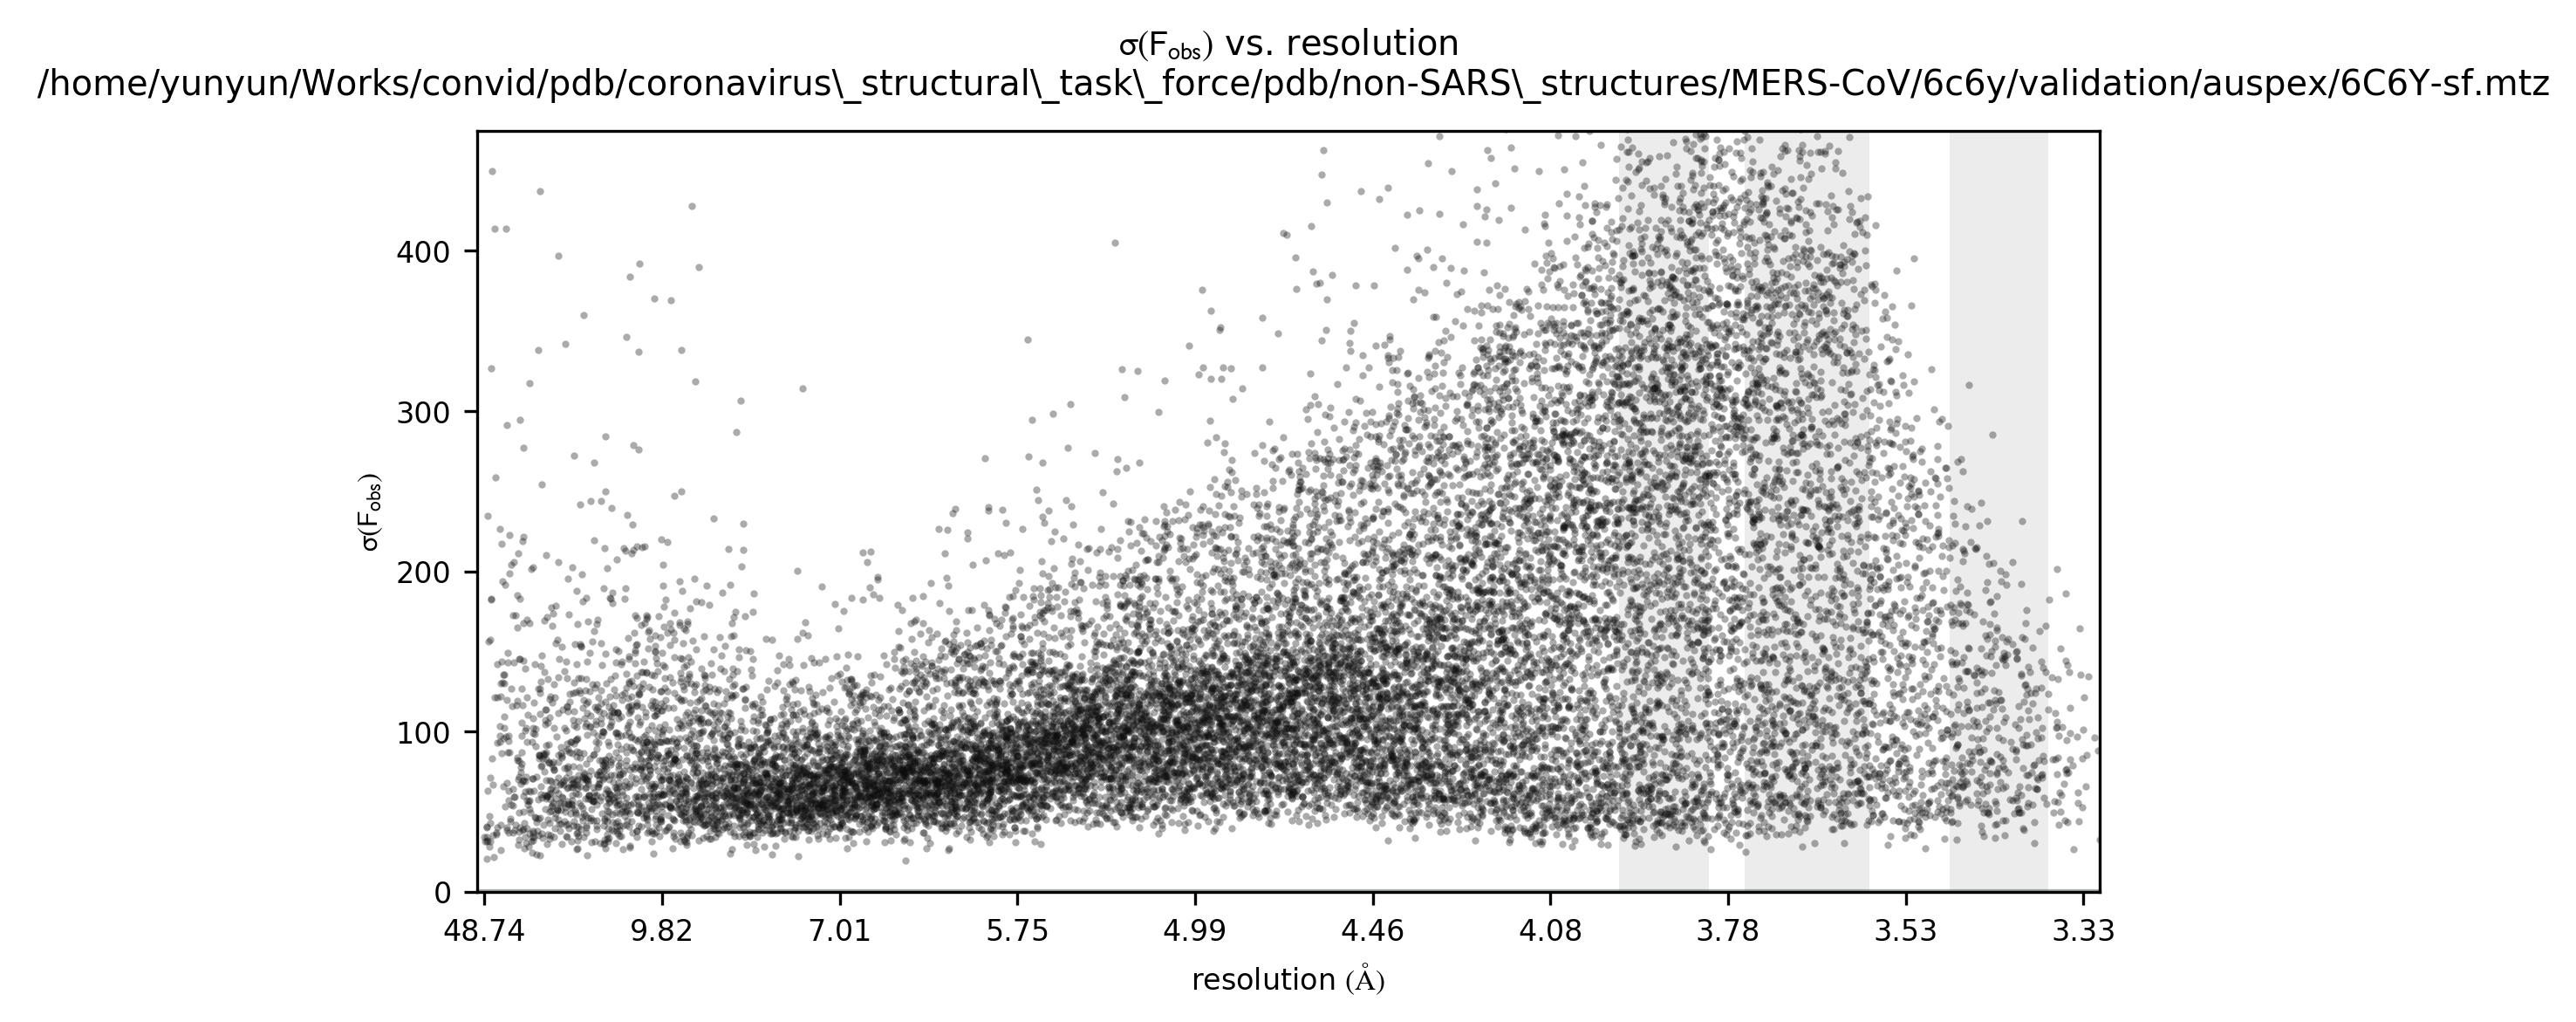 σ(F_obs) vs. resolution
/home/yunyun/Works/convid/pdb/coronavirus\_structural\_task\_force/pdb/non-SARS\_structures/MERS-CoV/6c6y/validation/auspex/6C6Y-sf.mtz
400
300
200
100
0
σ(F_obs)
48.74 9.82 7.01 5.75 4.99 4.46 4.08 3.78 3.53 3.33
resolution (Å)